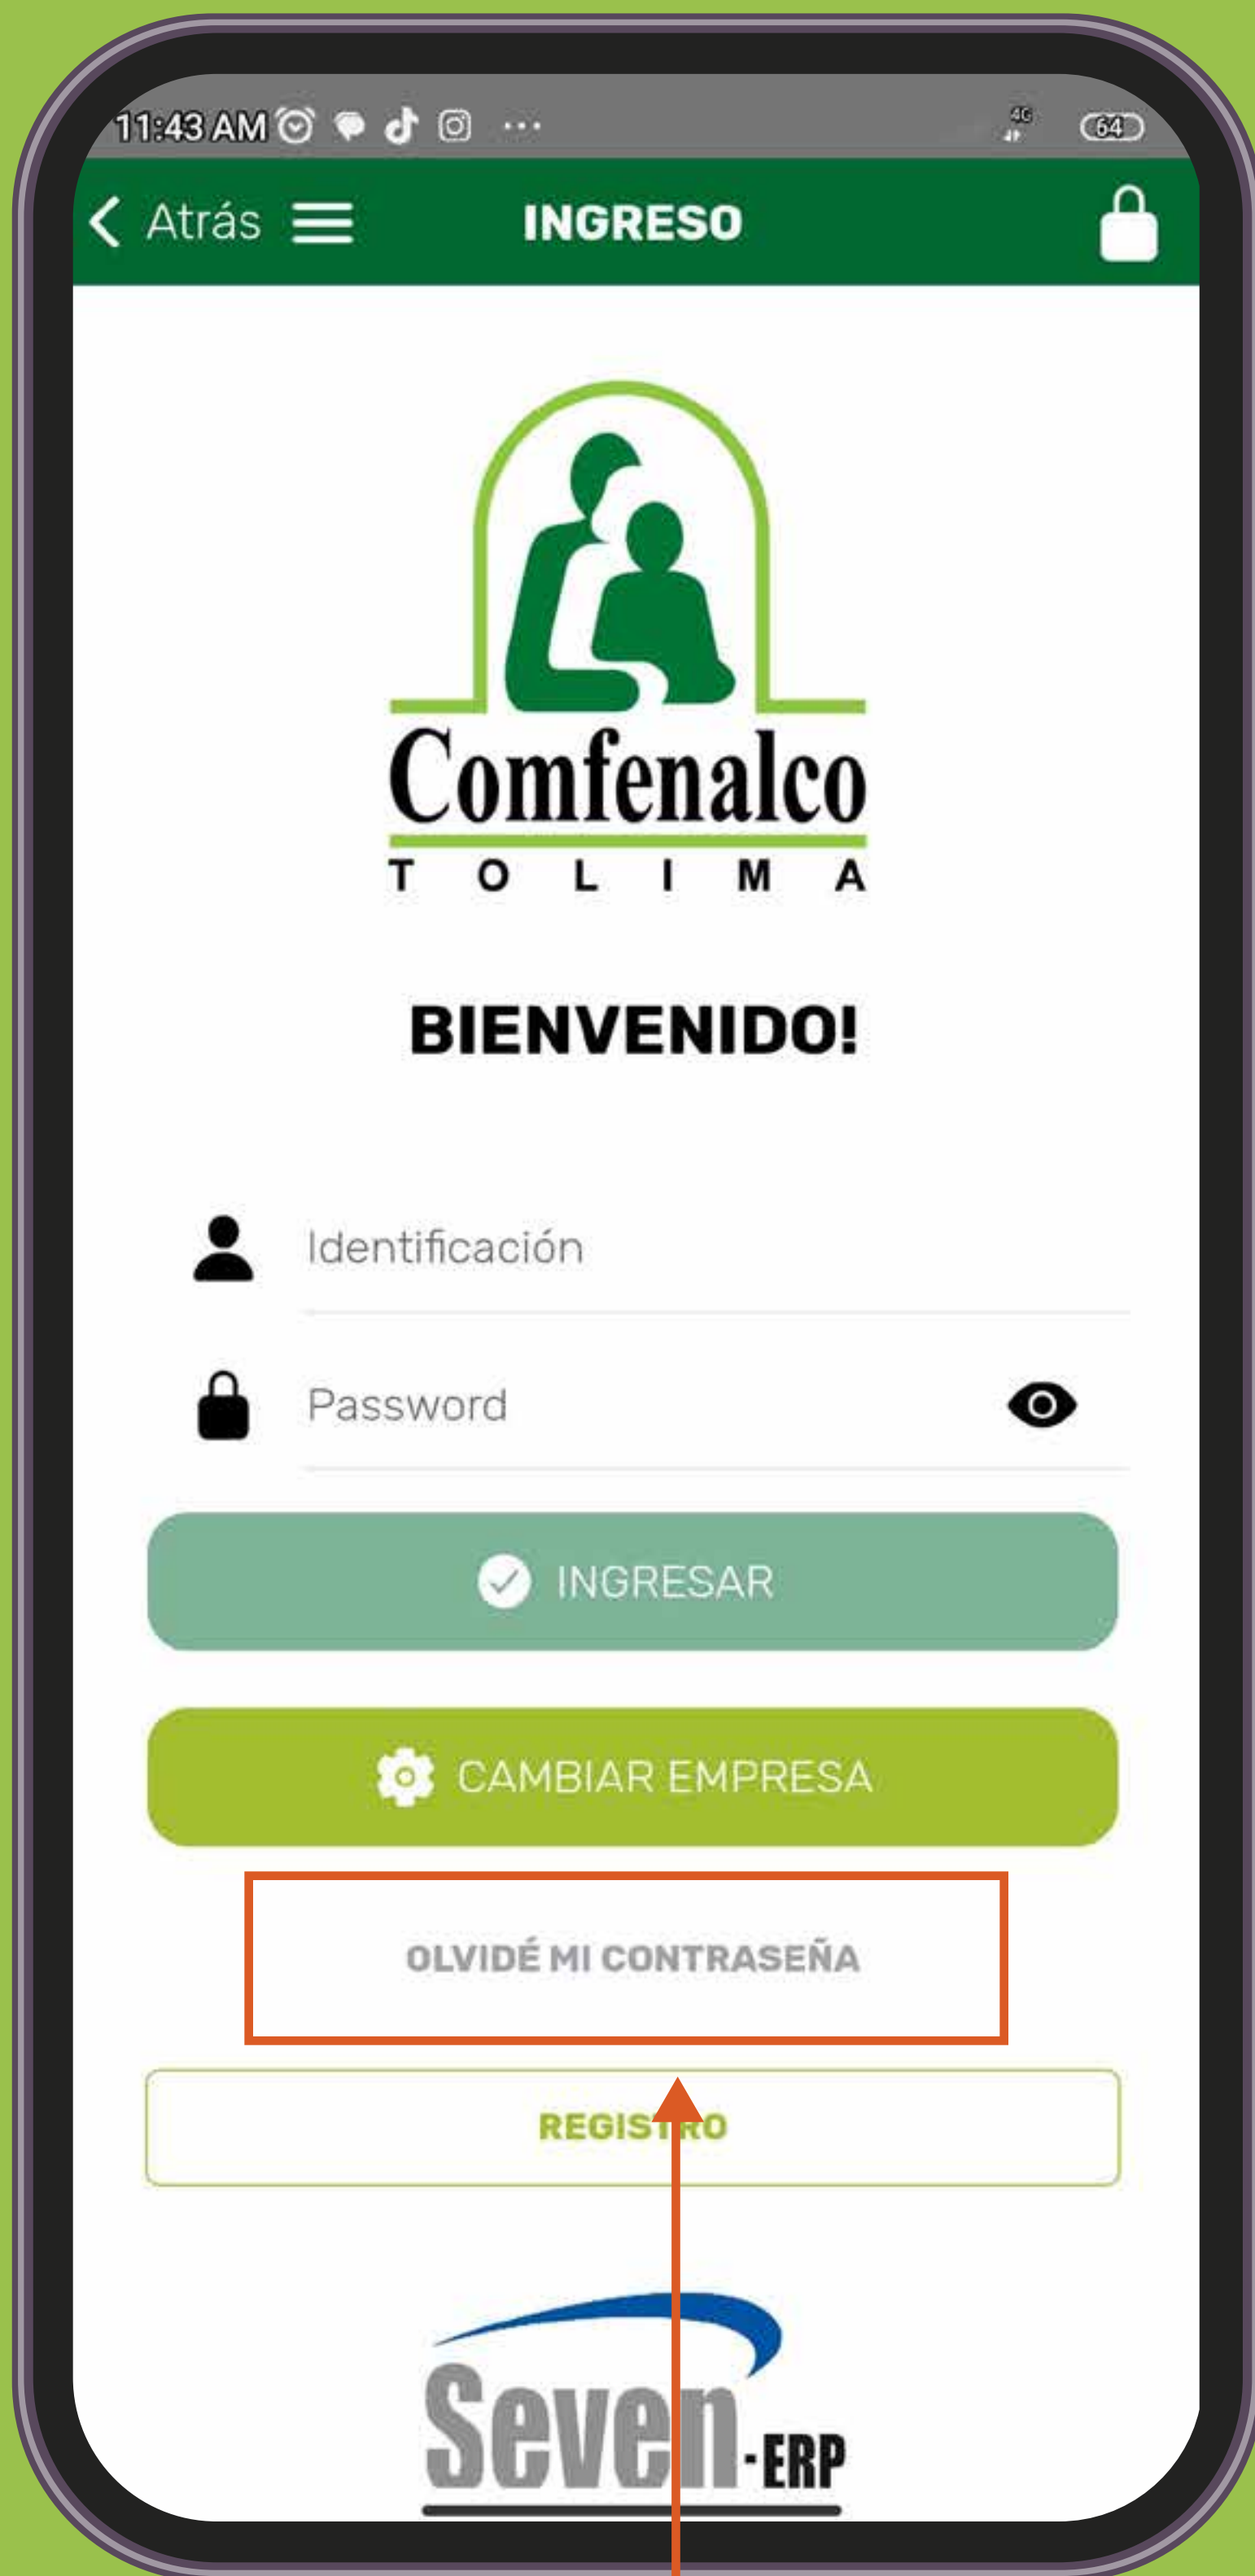 11:43 AM ... 4G 64
Atrás INGRESO
Comfenalco
TOLIMA
BIENVENIDO!
Identificación
Password
INGRESAR
CAMBIAR EMPRESA
OLVIDÉ MI CONTRASEÑA
REGISTRO
Seven-ERP